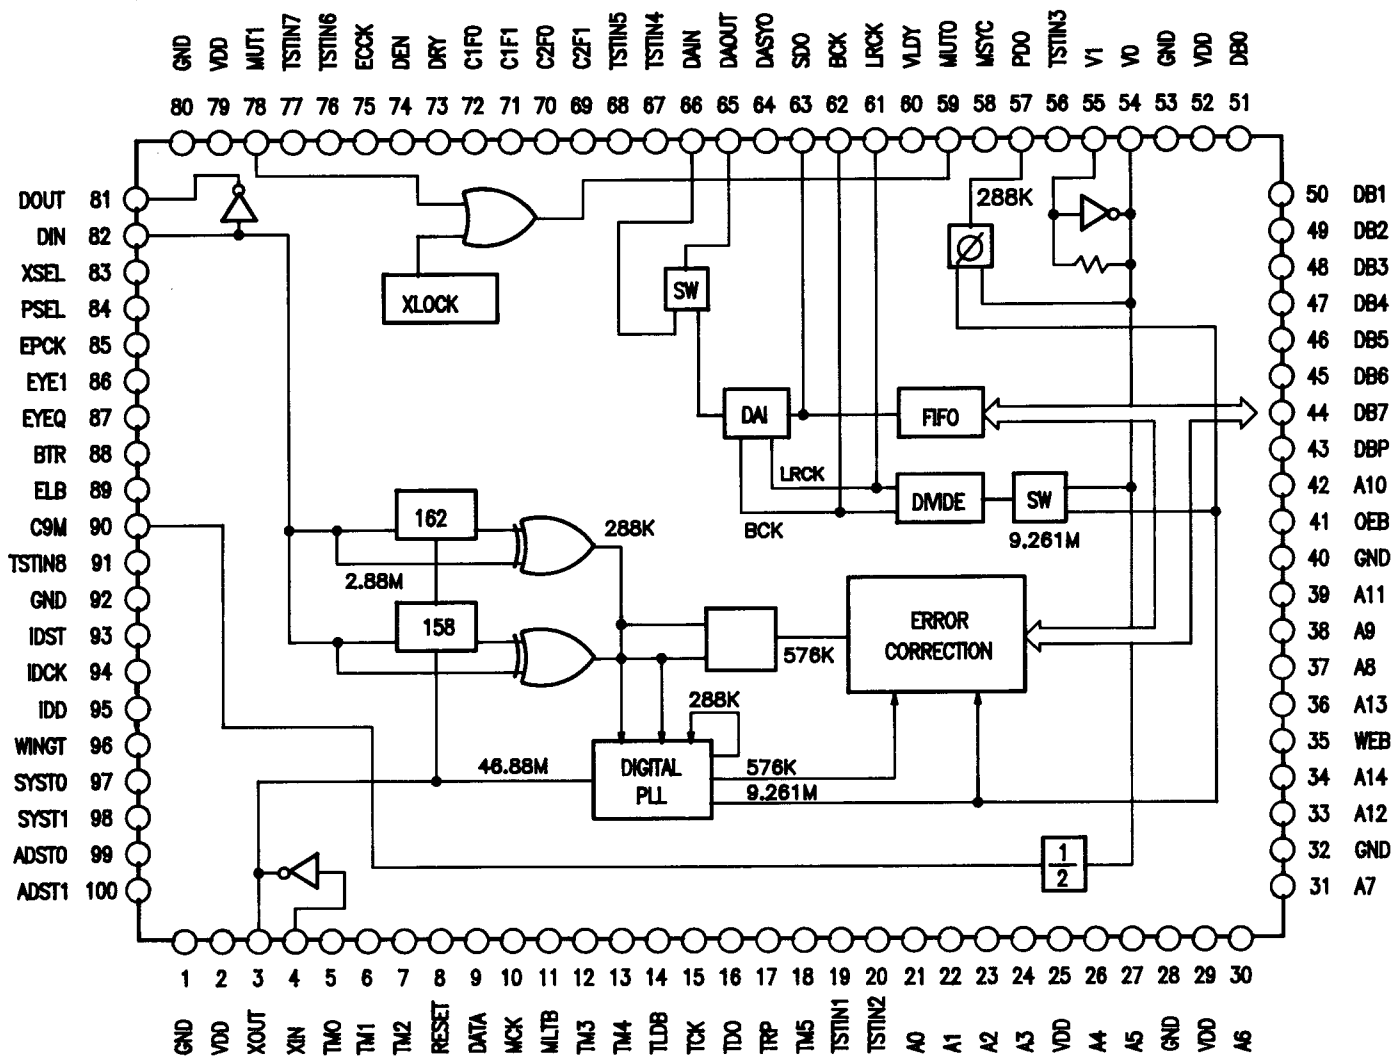 GND VDD MUT1 TSTIN7 TSTIN6 ECCK DEN DRY C1F0 C1F1 C2F0 C2F1 TSTIN5 TSTIN4 DAIN DAOUT DASYO SDO BCK LRCK VLDY MUTO MSYC PDO TSTIN3 V1 VO GND VDD DB0
80 79 78 77 76 75 74 73 72 71 70 69 68 67 66 65 64 63 62 61 60 59 58 57 56 55 54 53 52 51
DOUT 81
DIN 82
XSEL 83
PSEL 84
EPCK 85
EYE1 86
EYEQ 87
BTR 88
ELB 89
C9M 90
TSTIN8 91
GND 92
IDST 93
IDCK 94
IDD 95
WINGT 96
SYST0 97
SYST1 98
ADST0 99
ADST1 100
XLOCK
SW
288K
Ø
DAI
FIFO
LRCK
BCK
DIVIDE
SW
9.261M
162
288K
2.88M
158
576K
ERROR
CORRECTION
288K
46.88M
DIGITAL
PLL
576K
9.261M
1
2
50 DB1
49 DB2
48 DB3
47 DB4
46 DB5
45 DB6
44 DB7
43 DBP
42 A10
41 OEB
40 GND
39 A11
38 A9
37 A8
36 A13
35 WEB
34 A14
33 A12
32 GND
31 A7
1 2 3 4 5 6 7 8 9 10 11 12 13 14 15 16 17 18 19 20 21 22 23 24 25 26 27 28 29 30
GND VDD XOUT XIN TM0 TM1 TM2 RESET DATA MCK MLTB TM3 TM4 TLDB TCK TDO TRP TM5 TSTIN1 TSTIN2 A0 A1 A2 A3 VDD A4 A5 GND VDD A6